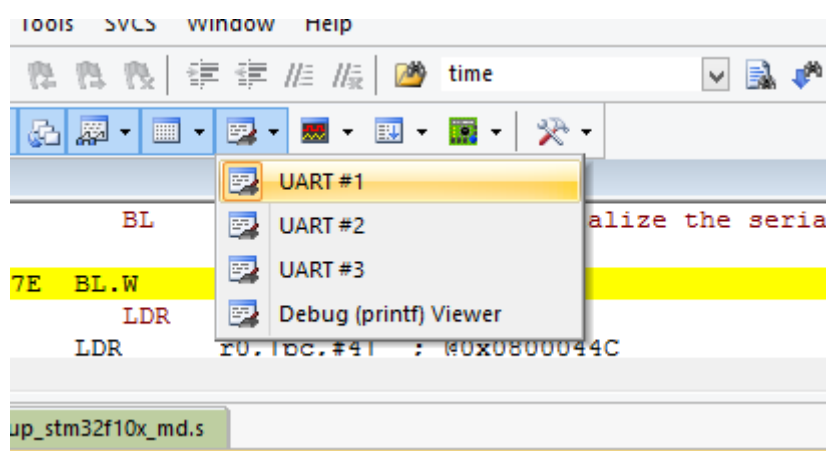 Tools SVCS Window Help
time
UART #1
BL alize the seria
UART #2
7E BL.W
UART #3
LDR
Debug (printf) Viewer
LDR r0,[pc,#4] ; @0x0800044C
up_stm32f10x_md.s